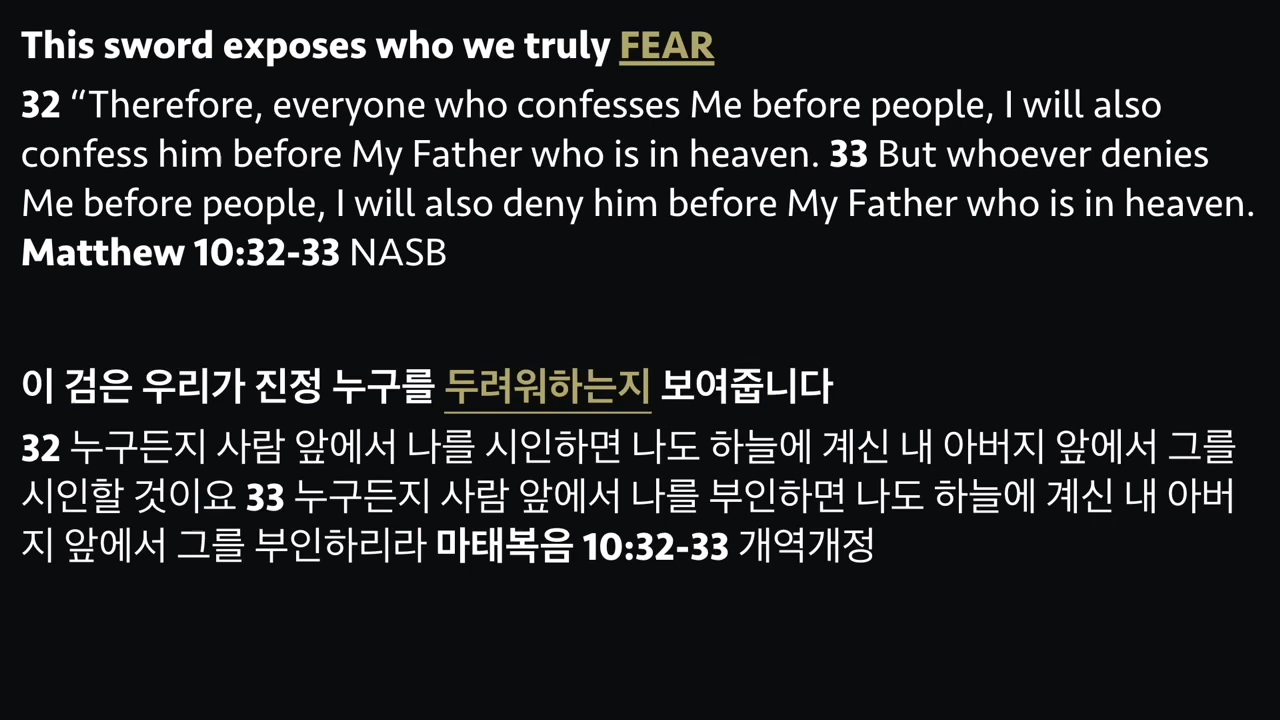 This sword exposes who we truly FEAR
32 “Therefore, everyone who confesses Me before people, I will also
confess him before My Father who is in heaven. 33 But whoever denies
Me before people, I will also deny him before My Father who is in heaven.
Matthew 10:32-33 NASB
이 검은 우리가 진정 누구를 두려워하는지 보여줍니다
32 누구든지 사람 앞에서 나를 시인하면 나도 하늘에 계신 내 아버지 앞에서 그를
시인할 것이요 33 누구든지 사람 앞에서 나를 부인하면 나도 하늘에 계신 내 아버
지 앞에서 그를 부인하리라 마태복음 10:32-33 개역개정